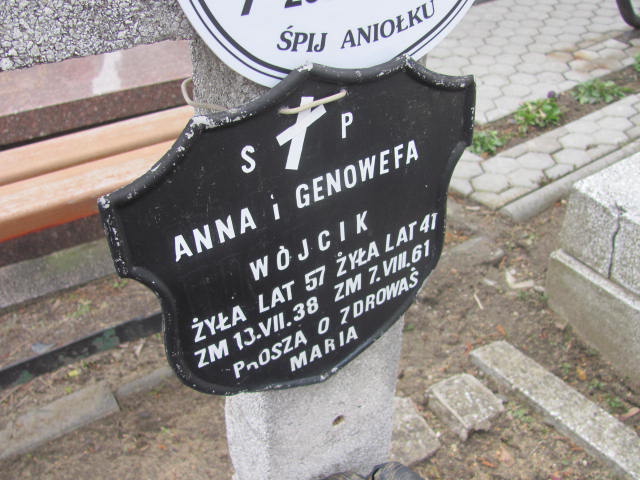 ŚPIJ ANIOŁKU
S P
ANNA i GENOWEFA
WÓJCIK
ŻYŁA LAT 57 ŻYŁA LAT 41
ZM 13.VII.38 ZM 7.VIII.61
PROSZĄ O ZDROWAŚ
MARIA